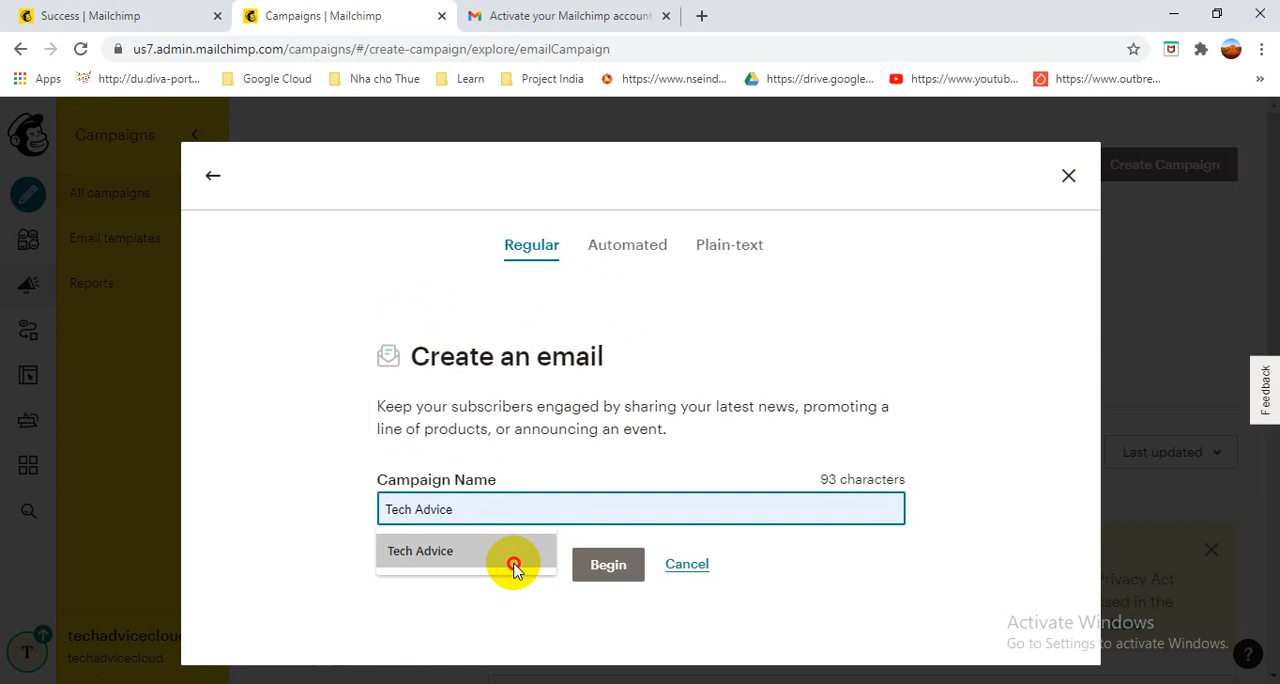 Success | Mailchimp
Campaigns | Mailchimp
Activate your Mailchimp account
us7.admin.mailchimp.com/campaigns/#/create-campaign/explore/emailCampaign
Apps
http://du.diva-port...
Google Cloud
Nha cho Thue
Learn
Project India
https://www.nseind...
https://drive.google...
https://www.youtub...
https://www.outbre...
»
Campaigns
Create Campaign
All campaigns
Email templates
Reports
Regular
Automated
Plain-text
Create an email
Keep your subscribers engaged by sharing your latest news, promoting a
line of products, or announcing an event.
Campaign Name
93 characters
Tech Advice
Tech Advice
Begin
Cancel
Feedback
Last updated
Privacy Act
in the
T
techadvicecloud
techadvicecloud
Activate Windows
Go to Settings to activate Windows.
?